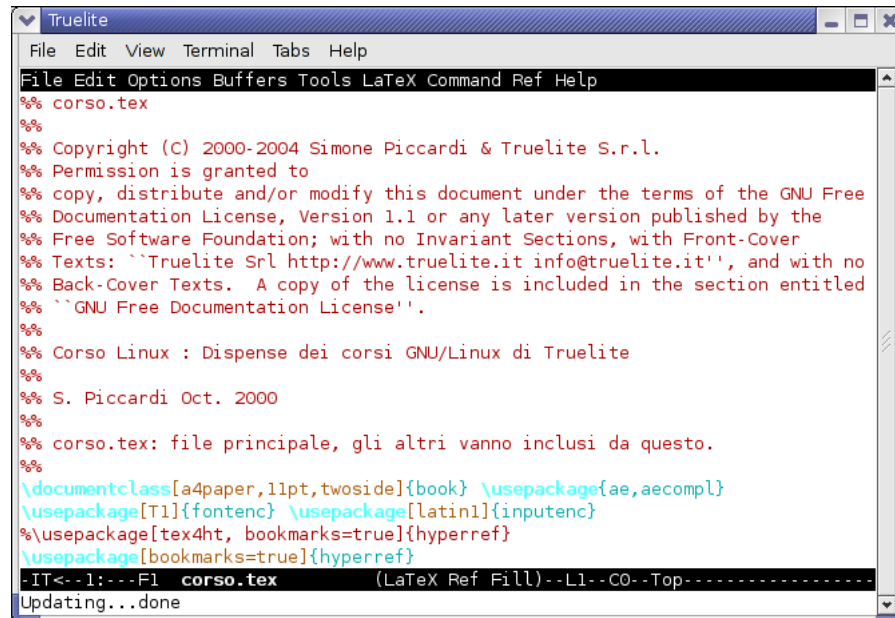 Truelite
File Edit View Terminal Tabs Help
File Edit Options Buffers Tools LaTeX Command Ref Help
%% corso.tex
%%
%% Copyright (C) 2000-2004 Simone Piccardi & Truelite S.r.l.
%% Permission is granted to
%% copy, distribute and/or modify this document under the terms of the GNU Free
%% Documentation License, Version 1.1 or any later version published by the
%% Free Software Foundation; with no Invariant Sections, with Front-Cover
%% Texts: ``Truelite Srl http://www.truelite.it info@truelite.it'', and with no
%% Back-Cover Texts.  A copy of the license is included in the section entitled
%% ``GNU Free Documentation License''.
%%
%% Corso Linux : Dispense dei corsi GNU/Linux di Truelite
%%
%% S. Piccardi Oct. 2000
%%
%% corso.tex: file principale, gli altri vanno inclusi da questo.
%%
\documentclass[a4paper,11pt,twoside]{book} \usepackage{ae,aecompl}
\usepackage[T1]{fontenc} \usepackage[latin1]{inputenc}
%\usepackage[tex4ht, bookmarks=true]{hyperref}
\usepackage[bookmarks=true]{hyperref}
-IT<--1:---F1  corso.tex         (LaTeX Ref Fill)--L1--C0--Top------------------
Updating...done